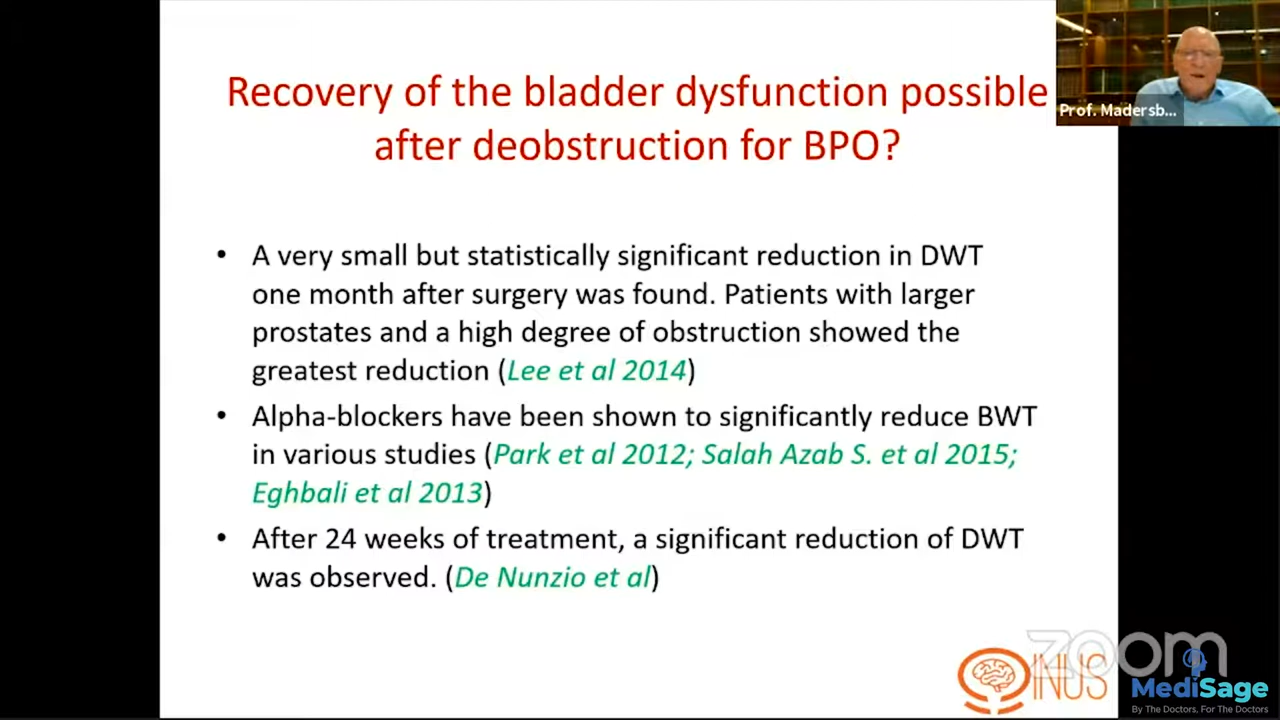 Recovery of the bladder dysfunction possible
after deobstruction for BPO?
Prof. Madersb...
• A very small but statistically significant reduction in DWT
one month after surgery was found. Patients with larger
prostates and a high degree of obstruction showed the
greatest reduction (Lee et al 2014)
• Alpha-blockers have been shown to significantly reduce BWT
in various studies (Park et al 2012; Salah Azab S. et al 2015;
Eghbali et al 2013)
• After 24 weeks of treatment, a significant reduction of DWT
was observed. (De Nunzio et al)
zoom
INUS
MediSage
By The Doctors, For The Doctors